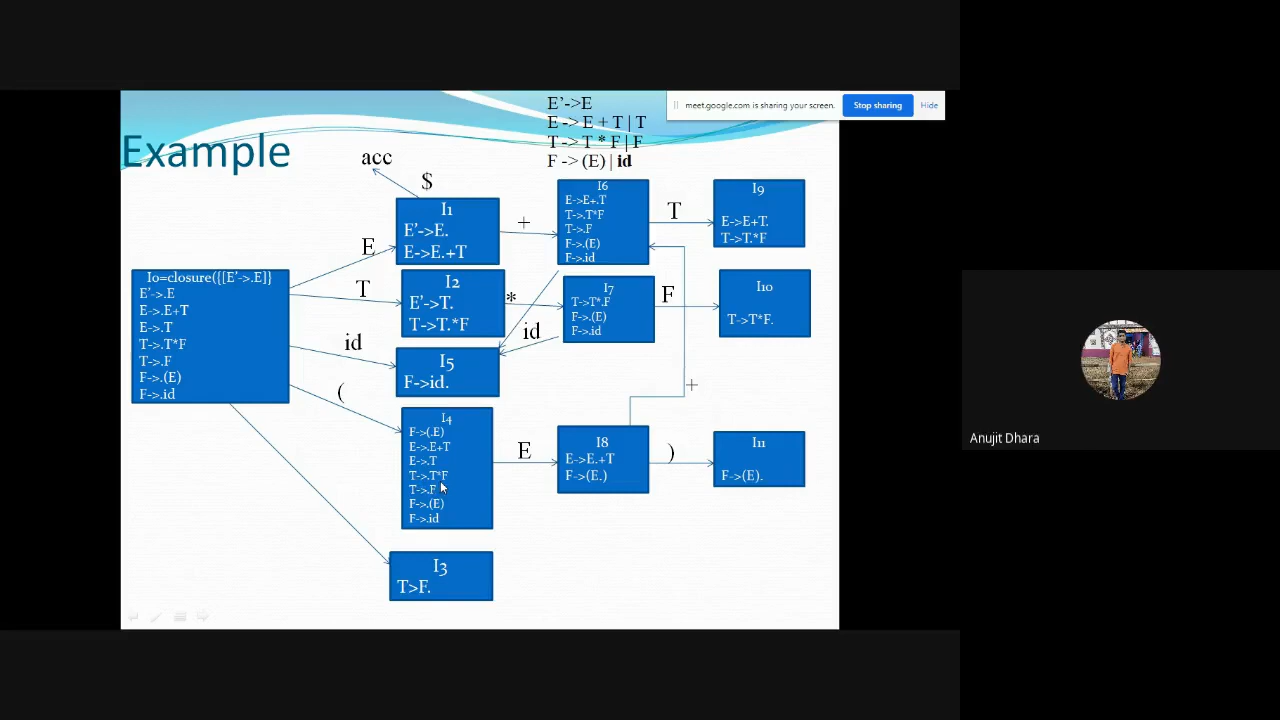 E'->E
E -> E + T | T
T -> T * F | F
F -> (E) | id
meet.google.com is sharing your screen.
Stop sharing
Hide
Example
acc
$
I0=closure({[E'->.E]}
E'->.E
E->.E+T
E->.T
T->.T*F
T->.F
F->.(E)
F->.id
E
T
id
(
I1
E'->E.
E->E.+T
I2
E'->T.
T->T.*F
I5
F->id.
I4
F->(.E)
E->.E+T
E->.T
T->.T*F
T->.F
F->.(E)
F->.id
I3
T>F.
+
*
id
E
I6
E->E+.T
T->.T*F
T->.F
F->.(E)
F->.id
I7
T->T*.F
F->.(E)
F->.id
I8
E->E.+T
F->(E.)
T
F
+
)
I9
E->E+T.
T->T.*F
I10
T->T*F.
I11
F->(E).
Anujit Dhara